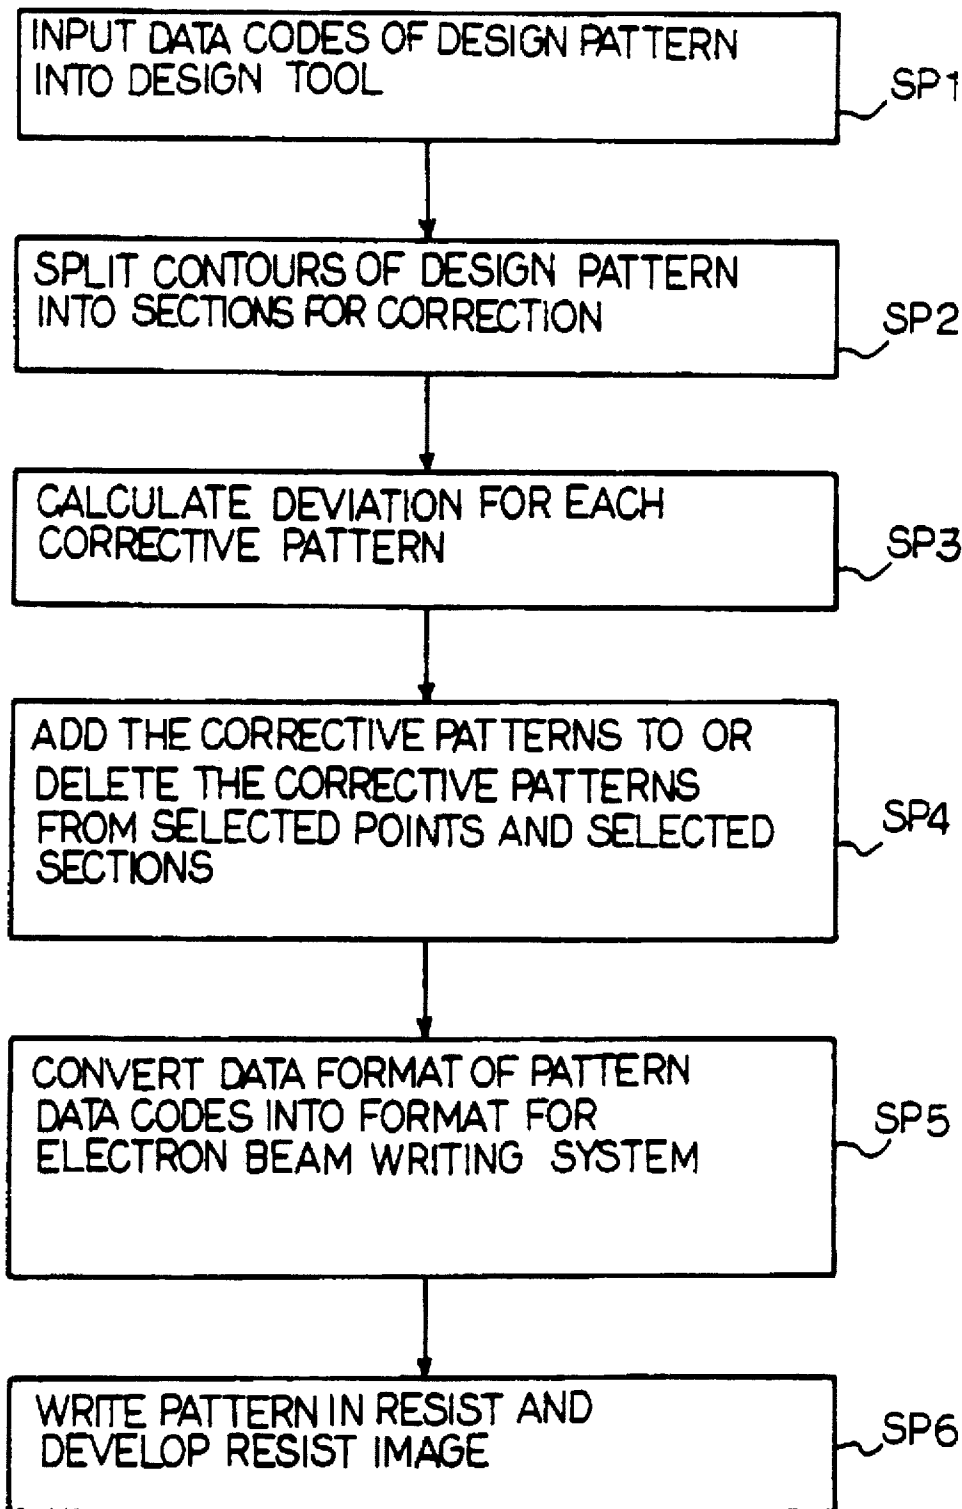 INPUT DATA CODES OF DESIGN PATTERN
INTO DESIGN TOOL
SP1
SPLIT CONTOURS OF DESIGN PATTERN
INTO SECTIONS FOR CORRECTION
SP2
CALCULATE DEVIATION FOR EACH
CORRECTIVE PATTERN
SP3
ADD THE CORRECTIVE PATTERNS TO OR
DELETE THE CORRECTIVE PATTERNS
FROM SELECTED POINTS AND SELECTED
SECTIONS
SP4
CONVERT DATA FORMAT OF PATTERN
DATA CODES INTO FORMAT FOR
ELECTRON BEAM WRITING SYSTEM
SP5
WRITE PATTERN IN RESIST AND
DEVELOP RESIST IMAGE
SP6